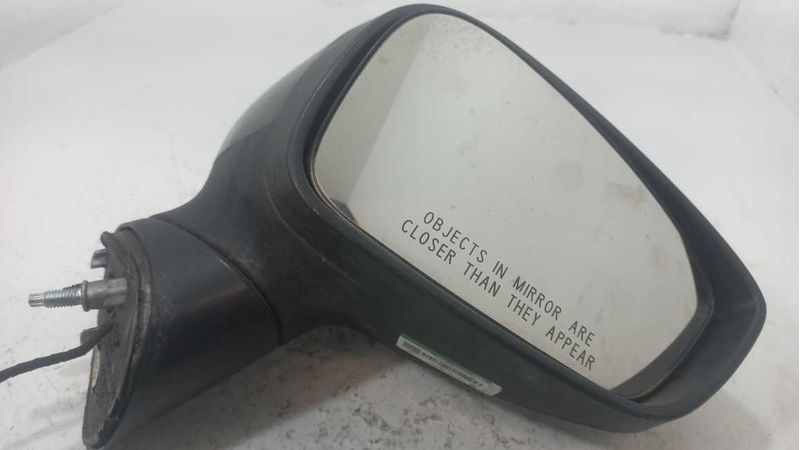 OBJECTS IN MIRROR ARE
CLOSER THAN THEY APPEAR